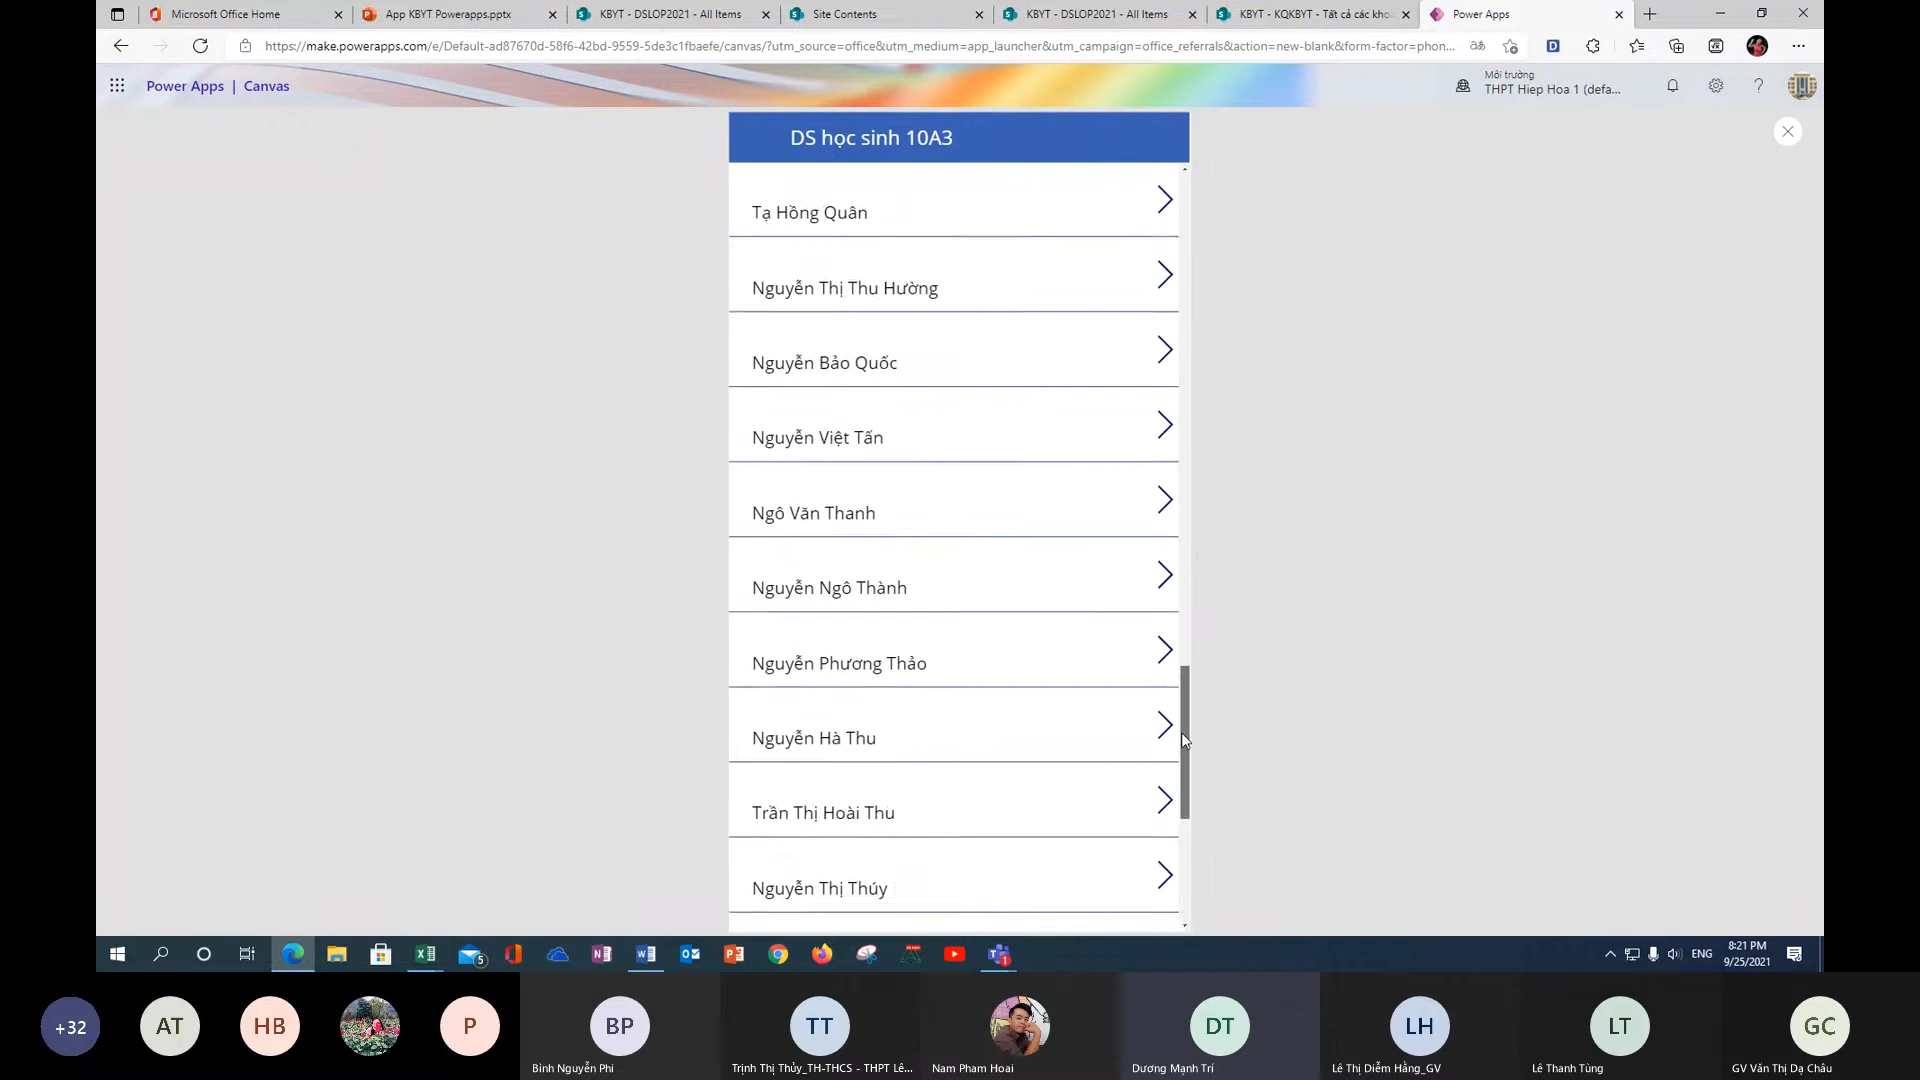 Microsoft Office Home
App KBYT Powerapps.pptx
KBYT - DSLOP2021 - All Items
Site Contents
KBYT - DSLOP2021 - All Items
KBYT - KQKBYT - Tất cả các kho
Power Apps
https://make.powerapps.com/e/Default-ad87670d-58f6-42bd-9559-5de3c1fbaefe/canvas/?utm_source=office&utm_medium=app_launcher&utm_campaign=office_referrals&action=new-blank&form-factor=phon...
Power Apps | Canvas
Môi trường
THPT Hiep Hoa 1 (defa...
DS học sinh 10A3
Tạ Hồng Quân
Nguyễn Thị Thu Hường
Nguyễn Bảo Quốc
Nguyễn Việt Tấn
Ngô Văn Thanh
Nguyễn Ngô Thành
Nguyễn Phương Thảo
Nguyễn Hà Thu
Trần Thị Hoài Thu
Nguyễn Thị Thúy
5
1
ENG
8:21 PM
9/25/2021
+32
AT
HB
P
BP
TT
DT
LH
LT
GC
Bình Nguyễn Phi
Trịnh Thị Thủy_TH-THCS - THPT Lê...
Nam Pham Hoai
Dương Mạnh Trí
Lê Thị Diễm Hằng_GV
Lê Thanh Tùng
GV Văn Thị Dạ Châu